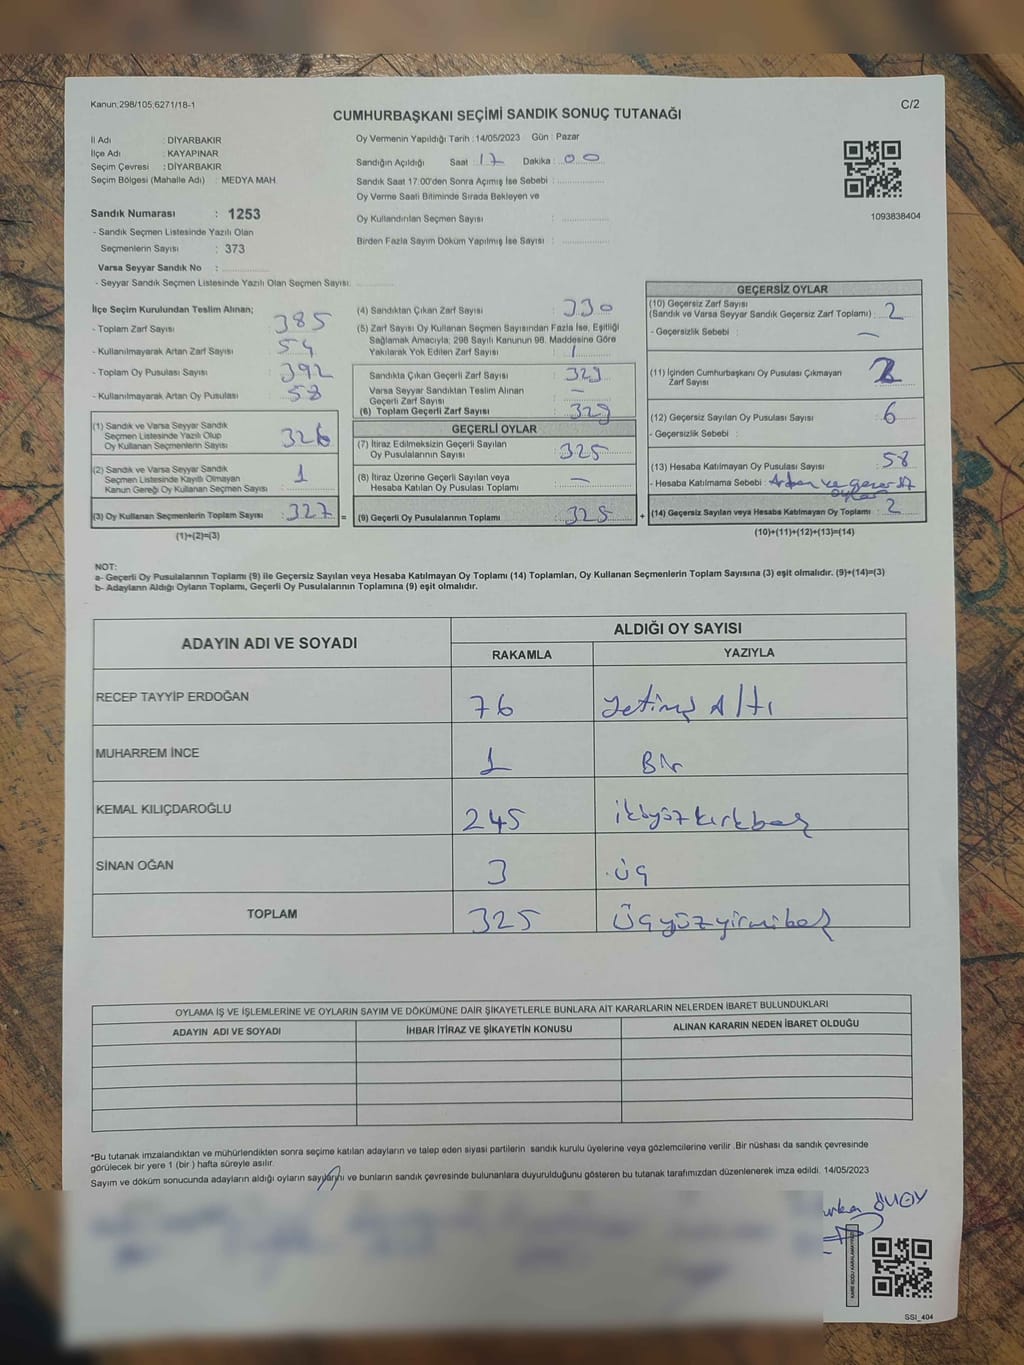 Kanun;298/105,6271/18-1
C/2
CUMHURBAŞKANI SEÇİMİ SANDIK SONUÇ TUTANAĞI
İl Adı : DİYARBAKIR
İlçe Adı : KAYAPINAR
Seçim Çevresi : DİYARBAKIR
Seçim Bölgesi (Mahalle Adı) : MEDYA MAH.
Sandık Numarası : 1253
- Sandık Seçmen Listesinde Yazılı Olan
Seçmenlerin Sayısı : 373
Varsa Seyyar Sandık No :
- Seyyar Sandık Seçmen Listesinde Yazılı Olan Seçmen Sayısı:
Oy Vermenin Yapıldığı Tarih :14/05/2023 Gün : Pazar
Sandığın Açıldığı Saat : 17 Dakika : 00
Sandık Saat 17:00'den Sonra Açımış İse Sebebi :
Oy Verme Saati Bitiminde Sırada Bekleyen ve
Oy Kullandırılan Seçmen Sayısı :
Birden Fazla Sayım Döküm Yapılmış İse Sayısı :
1093838404
İlçe Seçim Kurulundan Teslim Alınan;
- Toplam Zarf Sayısı : 385
- Kullanılmayarak Artan Zarf Sayısı : 54
- Toplam Oy Pusulası Sayısı : 392
- Kullanılmayarak Artan Oy Pusulası : 58
(1) Sandık ve Varsa Seyyar Sandık
Seçmen Listesinde Yazılı Olup
Oy Kullanan Seçmenlerin Sayısı : 326
(2) Sandık ve Varsa Seyyar Sandık
Seçmen Listesinde Kayıtlı Olmayan
Kanun Gereği Oy Kullanan Seçmen Sayısı : 1
(3) Oy Kullanan Seçmenlerin Toplam Sayısı : 327 =
(1)+(2)=(3)
(4) Sandıktan Çıkan Zarf Sayısı : 330
(5) Zarf Sayısı Oy Kullanan Seçmen Sayısından Fazla İse, Eşitliği
Sağlamak Amacıyla, 298 Sayılı Kanunun 98. Maddesine Göre
Yakılarak Yok Edilen Zarf Sayısı : 1
Sandıkta Çıkan Geçerli Zarf Sayısı : 329
Varsa Seyyar Sandıktan Teslim Alınan
Geçerli Zarf Sayısı : —
(6) Toplam Geçerli Zarf Sayısı : 329
GEÇERLİ OYLAR
(7) İtiraz Edilmeksizin Geçerli Sayılan
Oy Pusulalarının Sayısı : 325
(8) İtiraz Üzerine Geçerli Sayılan veya
Hesaba Katılan Oy Pusulası Toplamı : —
(9) Geçerli Oy Pusulalarının Toplamı : 325 +
GEÇERSİZ OYLAR
(10) Geçersiz Zarf Sayısı
(Sandık ve Varsa Seyyar Sandık Geçersiz Zarf Toplamı) : 2
- Geçersizlik Sebebi : —
(11) İçinden Cumhurbaşkanı Oy Pusulası Çıkmayan
Zarf Sayısı : 2
(12) Geçersiz Sayılan Oy Pusulası Sayısı : 6
- Geçersizlik Sebebi :
(13) Hesaba Katılmayan Oy Pusulası Sayısı : 58
- Hesaba Katılmama Sebebi : Artan ve geçersiz
oylar
(14) Geçersiz Sayılan veya Hesaba Katılmayan Oy Toplamı : 2
(10)+(11)+(12)+(13)=(14)
NOT:
a- Geçerli Oy Pusulalarının Toplamı (9) ile Geçersiz Sayılan veya Hesaba Katılmayan Oy Toplamı (14) Toplamları, Oy Kullanan Seçmenlerin Toplam Sayısına (3) eşit olmalıdır. (9)+(14)=(3)
b- Adayların Aldığı Oyların Toplamı, Geçerli Oy Pusulalarının Toplamına (9) eşit olmalıdır.
ADAYIN ADI VE SOYADI
ALDIĞI OY SAYISI
RAKAMLA YAZIYLA
RECEP TAYYİP ERDOĞAN 76 Yetmiş Altı
MUHARREM İNCE 1 Bir
KEMAL KILIÇDAROĞLU 245 ikiyüzkırkbeş
SİNAN OĞAN 3 üç
TOPLAM 325 Üçyüzyirmibeş
OYLAMA İŞ VE İŞLEMLERİNE VE OYLARIN SAYIM VE DÖKÜMÜNE DAİR ŞİKAYETLERLE BUNLARA AİT KARARLARIN NELERDEN İBARET BULUNDUKLARI
ADAYIN ADI VE SOYADI İHBAR İTİRAZ VE ŞİKAYETİN KONUSU ALINAN KARARIN NEDEN İBARET OLDUĞU
*Bu tutanak imzalandıktan ve mühürlendikten sonra seçime katılan adayların ve talep eden siyasi partilerin sandık kurulu üyelerine veya gözlemcilerine verilir .Bir nüshası da sandık çevresinde
görülecek bir yere 1 (bir ) hafta süreyle asılır.
Sayım ve döküm sonucunda adayların aldığı oyların sayılarını ve bunların sandık çevresinde bulunanlara duyurulduğunu gösteren bu tutanak tarafımızdan düzenlenerek imza edildi. 14/05/2023
SSİ_404